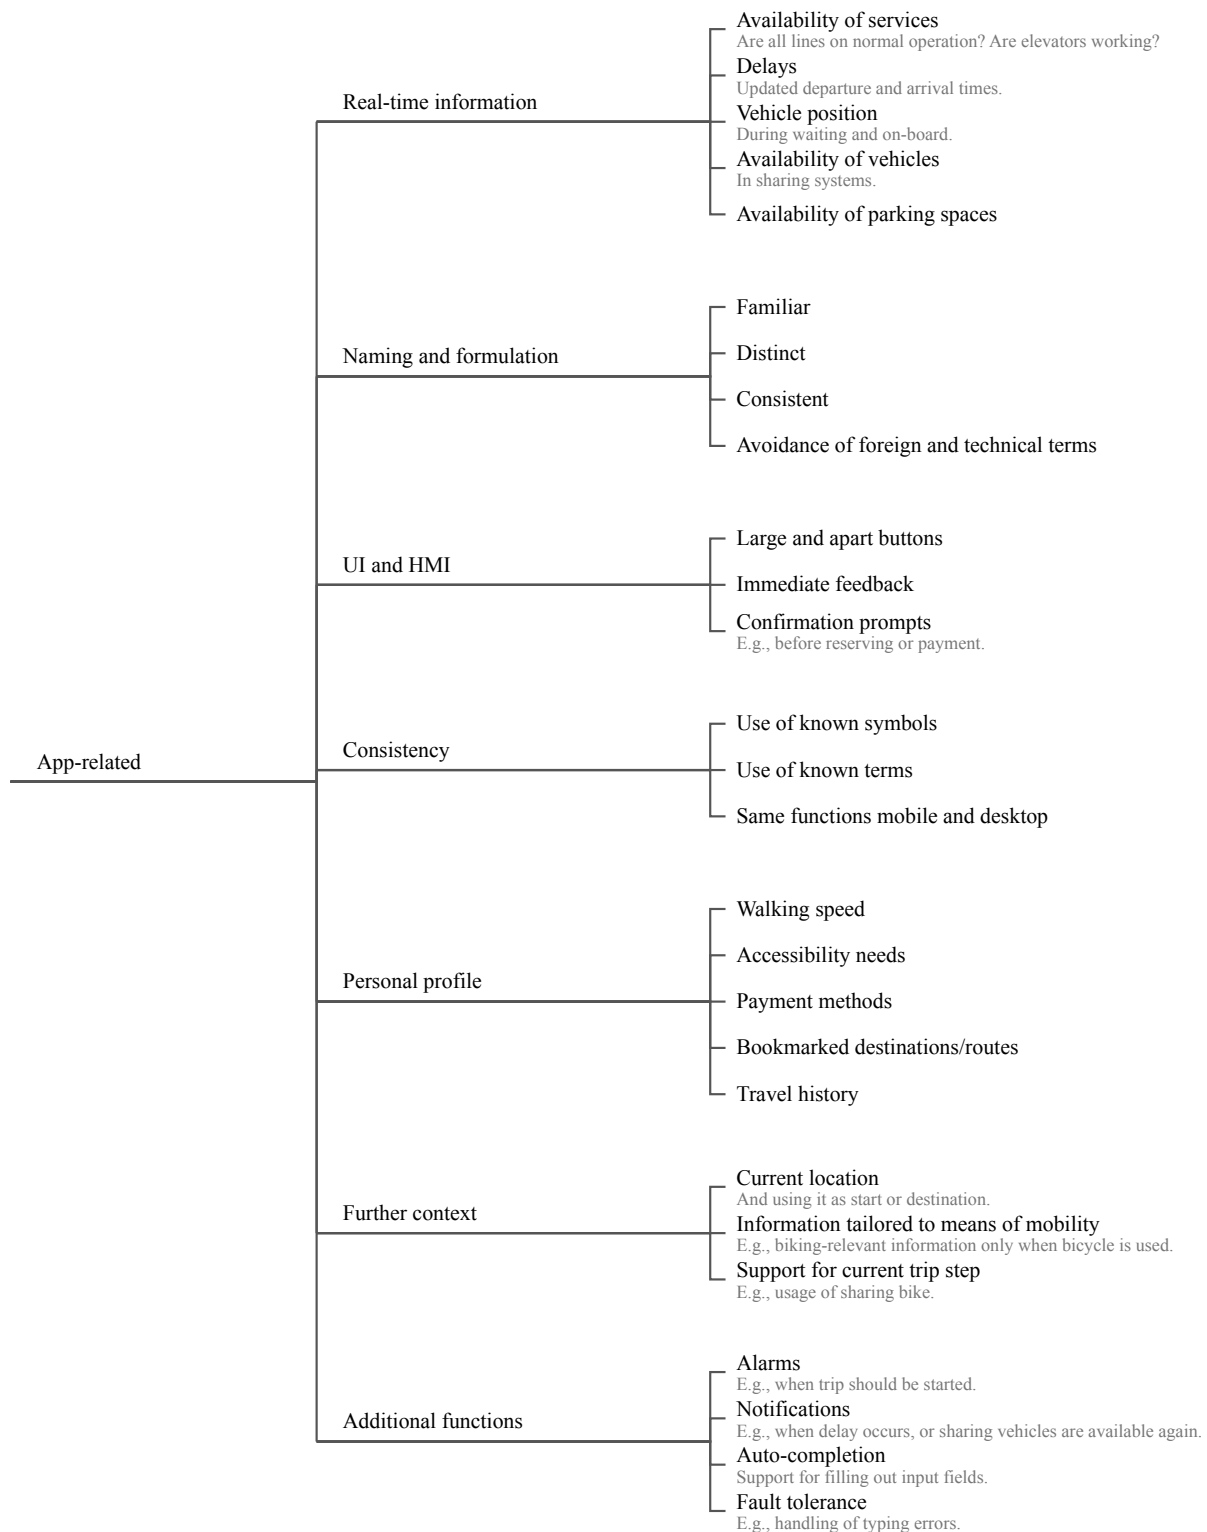 App-related
Real-time information
Availability of services
Are all lines on normal operation? Are elevators working?
Delays
Updated departure and arrival times.
Vehicle position
During waiting and on-board.
Availability of vehicles
In sharing systems.
Availability of parking spaces
Naming and formulation
Familiar
Distinct
Consistent
Avoidance of foreign and technical terms
UI and HMI
Large and apart buttons
Immediate feedback
Confirmation prompts
E.g., before reserving or payment.
Consistency
Use of known symbols
Use of known terms
Same functions mobile and desktop
Personal profile
Walking speed
Accessibility needs
Payment methods
Bookmarked destinations/routes
Travel history
Further context
Current location
And using it as start or destination.
Information tailored to means of mobility
E.g., biking-relevant information only when bicycle is used.
Support for current trip step
E.g., usage of sharing bike.
Additional functions
Alarms
E.g., when trip should be started.
Notifications
E.g., when delay occurs, or sharing vehicles are available again.
Auto-completion
Support for filling out input fields.
Fault tolerance
E.g., handling of typing errors.